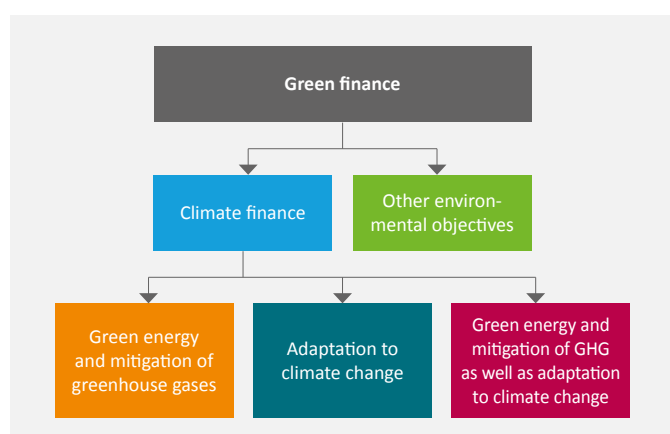 Green finance
Climate finance
Other environ-
mental objectives
Green energy
and mitigation of
greenhouse gases
Adaptation to
climate change
Green energy and
mitigation of GHG
as well as adaptation
to climate change